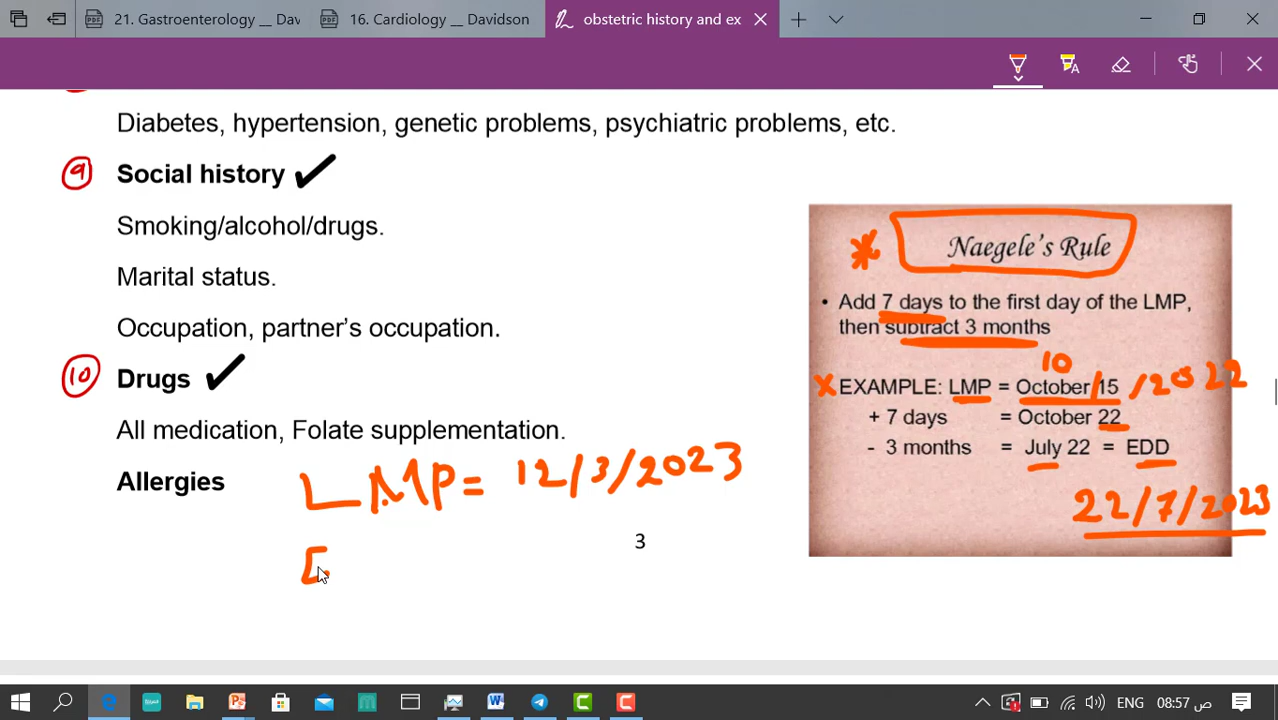 21. Gastroenterology __ Dav
16. Cardiology __ Davidson
obstetric history and ex
Diabetes, hypertension, genetic problems, psychiatric problems, etc.
9 Social history ✔
Smoking/alcohol/drugs.
Marital status.
Occupation, partner's occupation.
10 Drugs ✔
All medication, Folate supplementation.
Allergies
LMP = 12/3/2023
E
3
* Naegele's Rule
• Add 7 days to the first day of the LMP,
then subtract 3 months
10
x EXAMPLE: LMP = October/15 /2022
+ 7 days = October 22
- 3 months = July 22 = EDD
22/7/2023
ENG ص 08:57